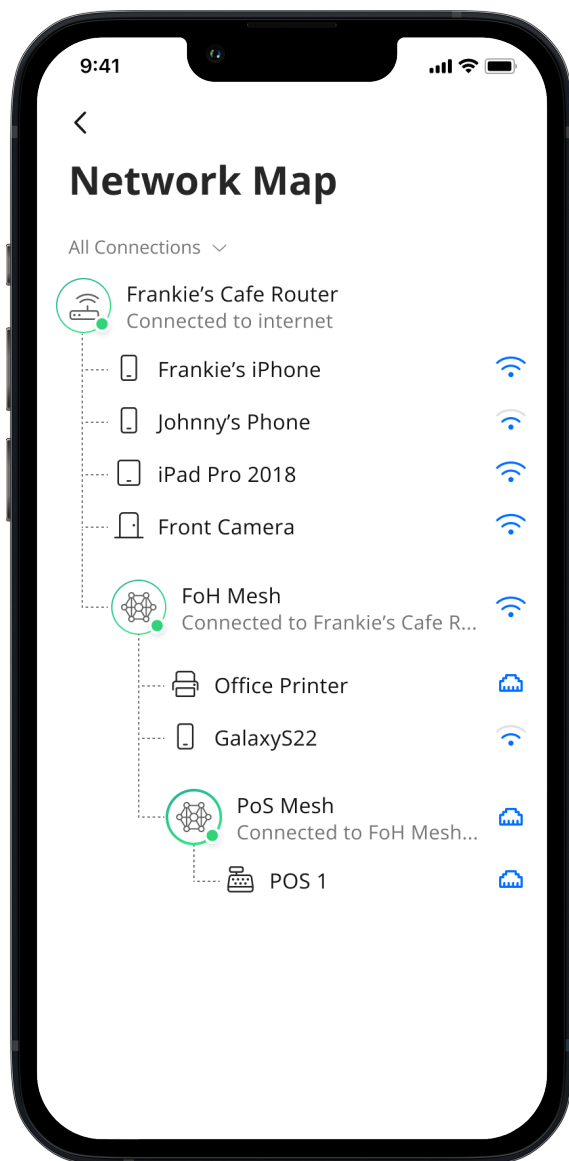 9:41
Network Map
All Connections
Frankie’s Cafe Router
Connected to internet
Frankie’s iPhone
Johnny’s Phone
iPad Pro 2018
Front Camera
FoH Mesh
Connected to Frankie’s Cafe R...
Office Printer
GalaxyS22
PoS Mesh
Connected to FoH Mesh...
POS 1